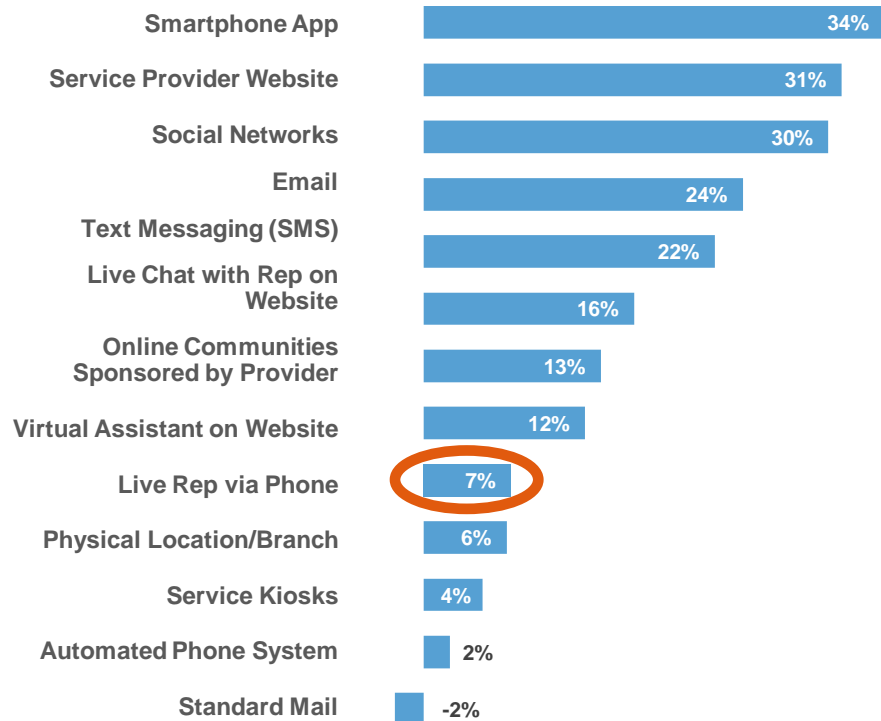 Smartphone App 34%
Service Provider Website 31%
Social Networks 30%
Email 24%
Text Messaging (SMS) 22%
Live Chat with Rep on
Website 16%
Online Communities
Sponsored by Provider 13%
Virtual Assistant on Website 12%
Live Rep via Phone 7%
Physical Location/Branch 6%
Service Kiosks 4%
Automated Phone System 2%
Standard Mail -2%